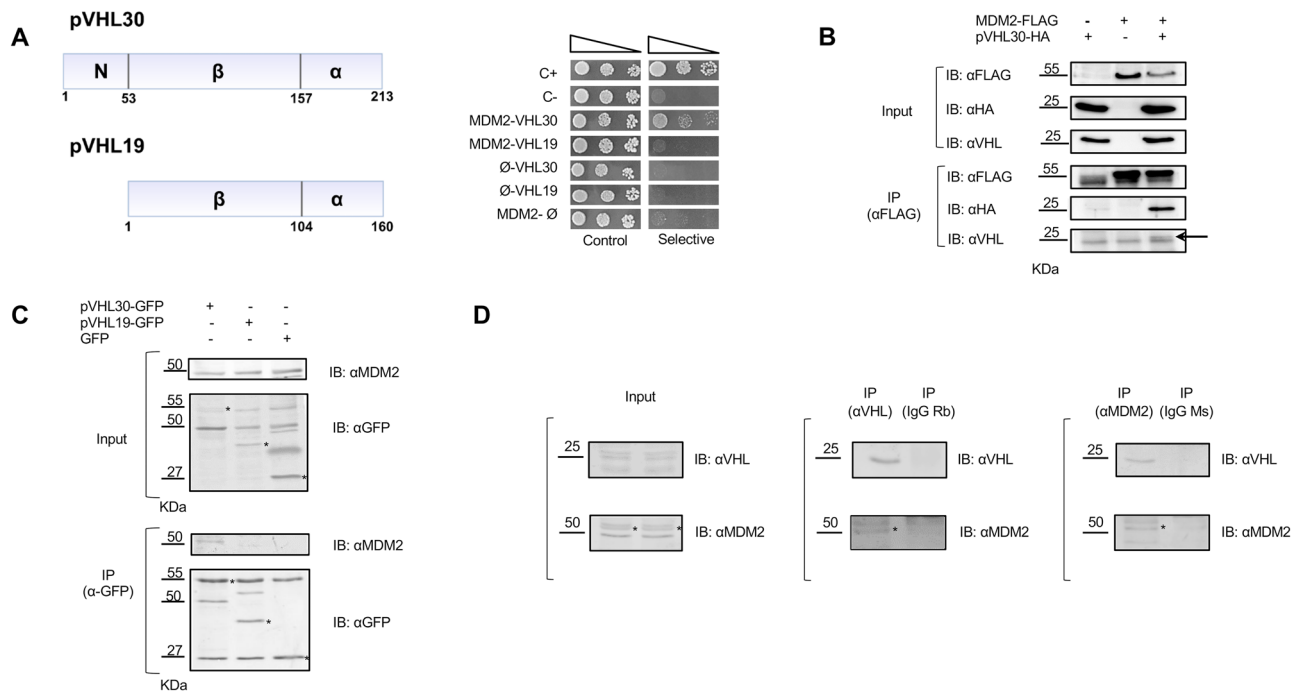 A
pVHL30
N β α
1 53 157 213
pVHL19
β α
1 104 160
C+
C-
MDM2-VHL30
MDM2-VHL19
Ø-VHL30
Ø-VHL19
MDM2- Ø
Control Selective
B
MDM2-FLAG - + +
pVHL30-HA + - +
Input
55 IB: αFLAG
25 IB: αHA
25 IB: αVHL
IP
(αFLAG)
55 IB: αFLAG
25 IB: αHA
25 IB: αVHL
KDa
C
pVHL30-GFP + - -
pVHL19-GFP - + -
GFP - - +
Input
50 IB: αMDM2
55 *
50 IB: αGFP
*
27 *
KDa
IP
(α-GFP)
50 IB: αMDM2
55 *
50
IB: αGFP
*
27 *
KDa
D
Input
25 IB: αVHL
50 * * IB: αMDM2
IP IP
(αVHL) (IgG Rb)
25 IB: αVHL
50 * IB: αMDM2
IP IP
(αMDM2) (IgG Ms)
25 IB: αVHL
50 * IB: αMDM2